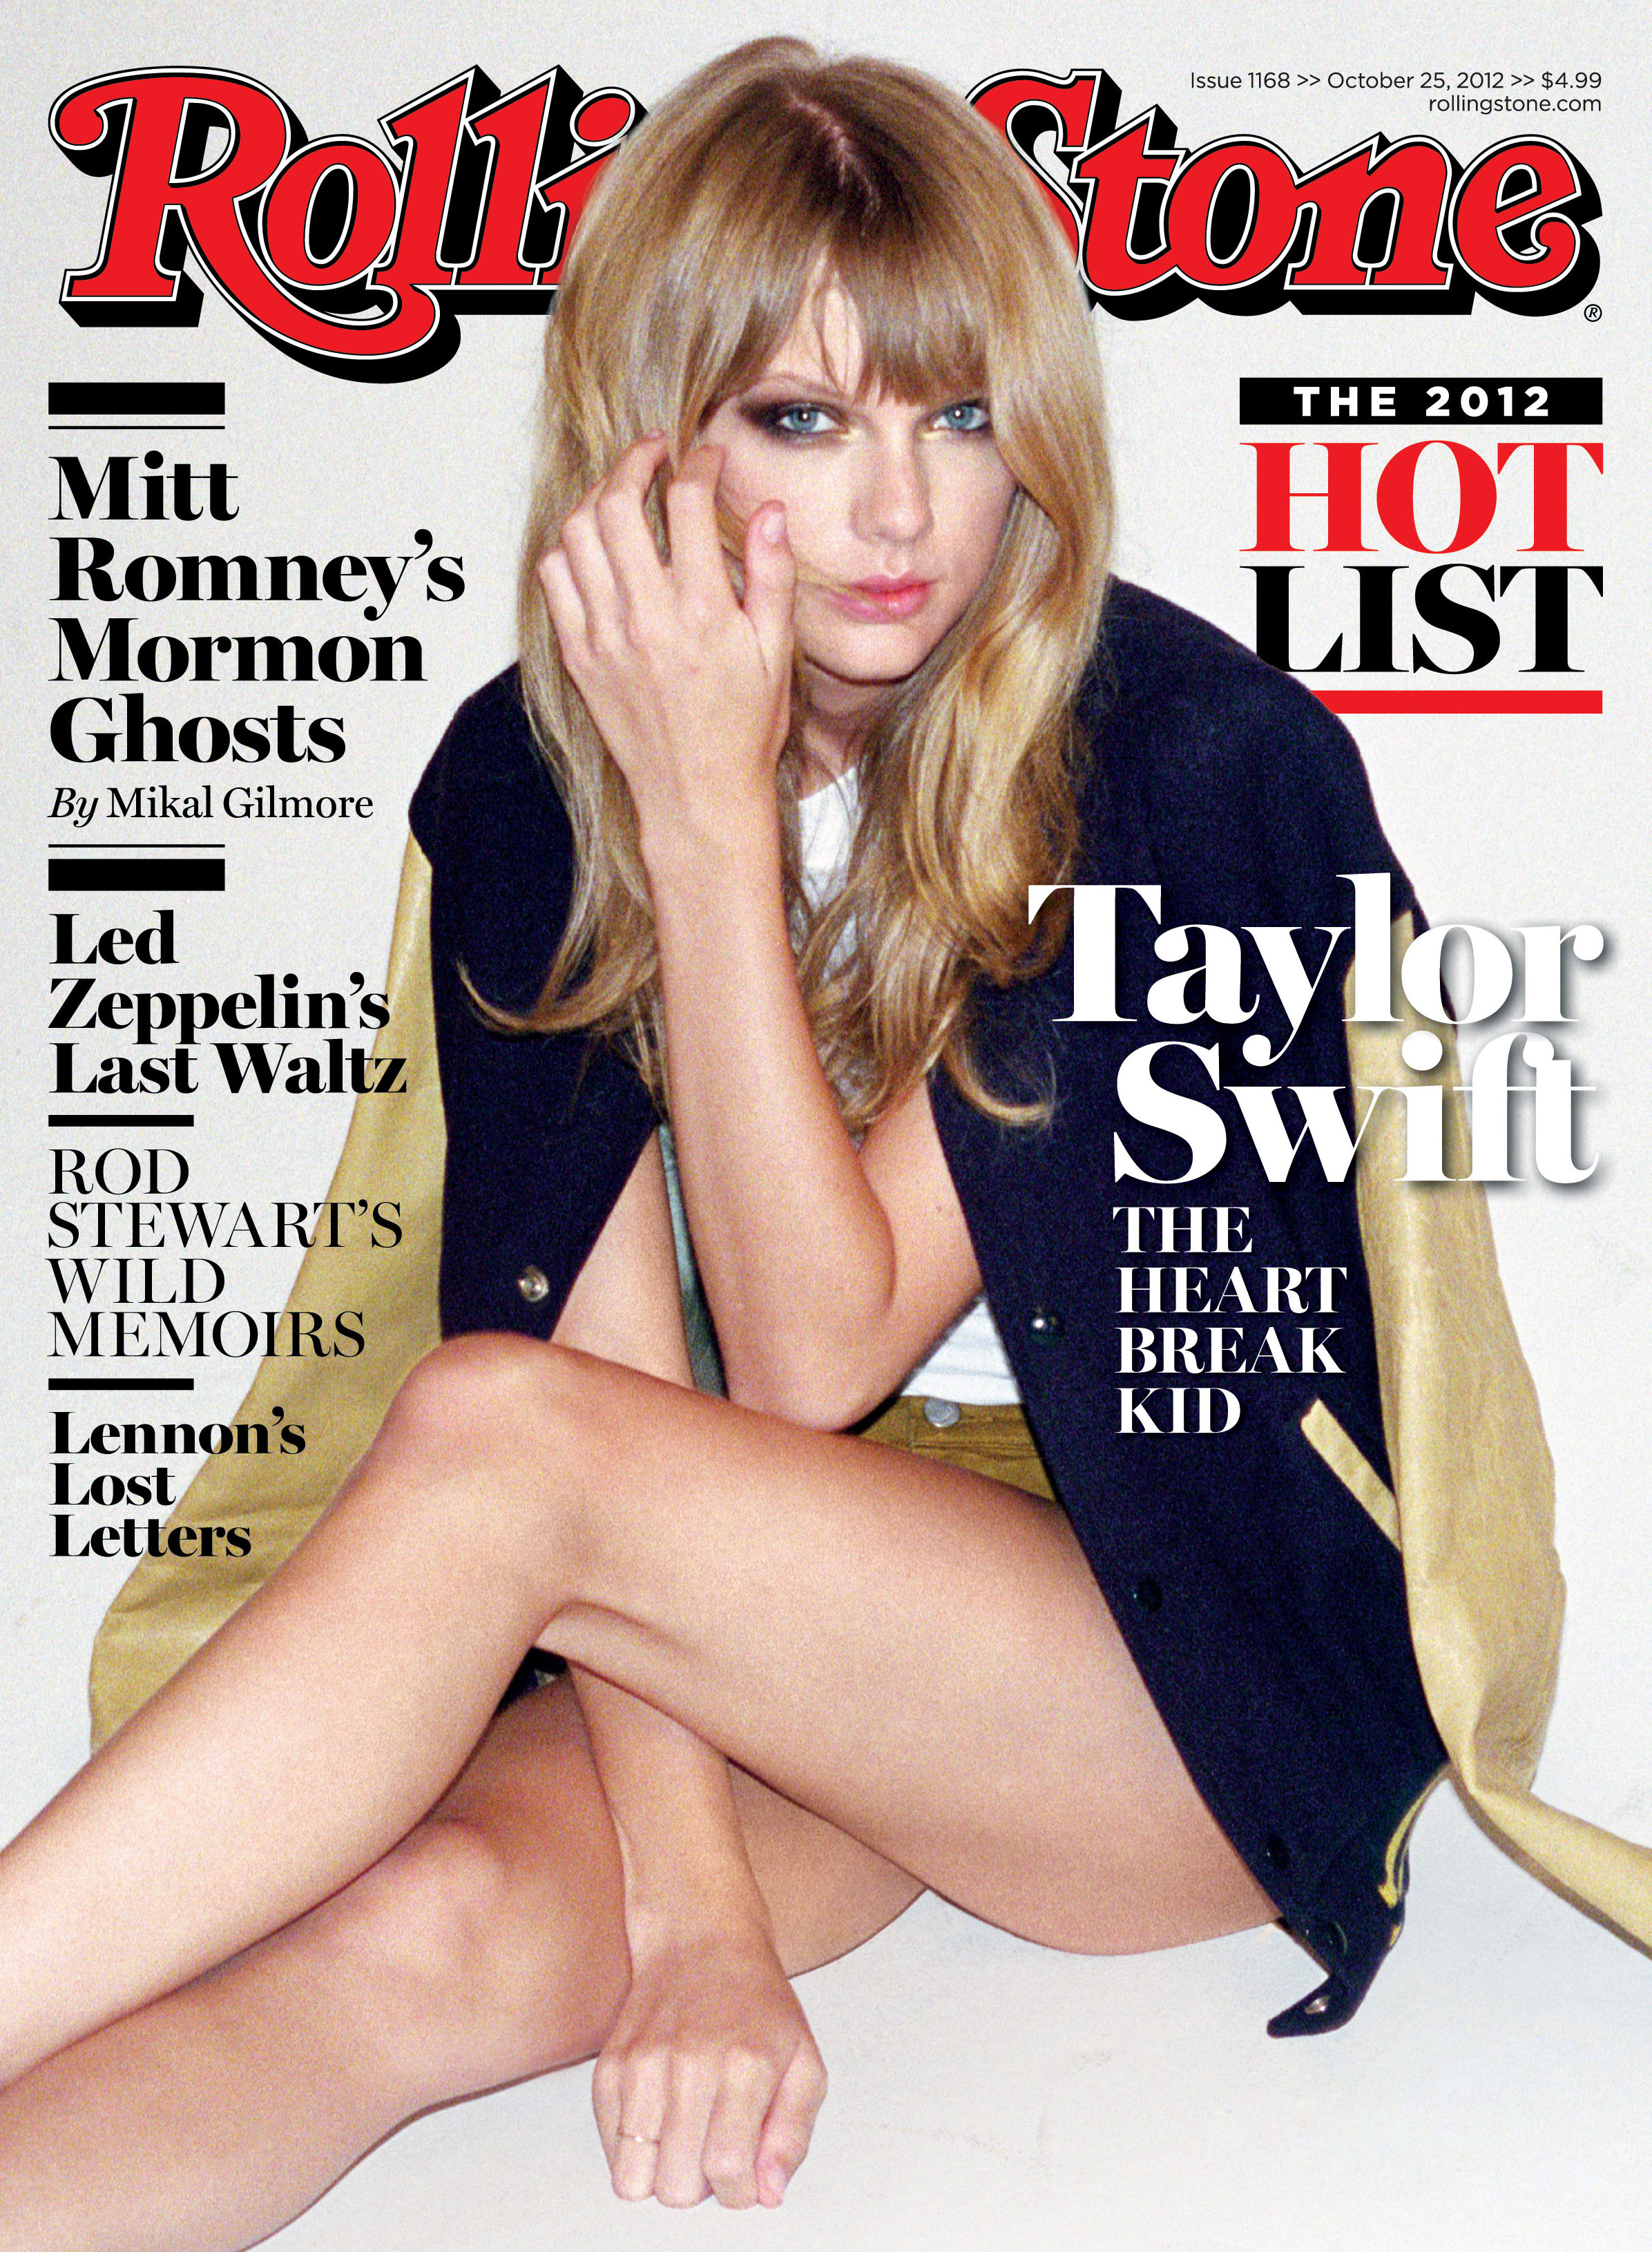 Issue 1168 >> October 25, 2012 >> $4.99
rollingstone.com
Rolli Stone
®
THE 2012
HOT
LIST
Mitt
Romney's
Mormon
Ghosts
By Mikal Gilmore
Led
Zeppelin's
Last Waltz
ROD
STEWART'S
WILD
MEMOIRS
Lennon's
Lost
Letters
Taylor
Swift
THE
HEART
BREAK
KID